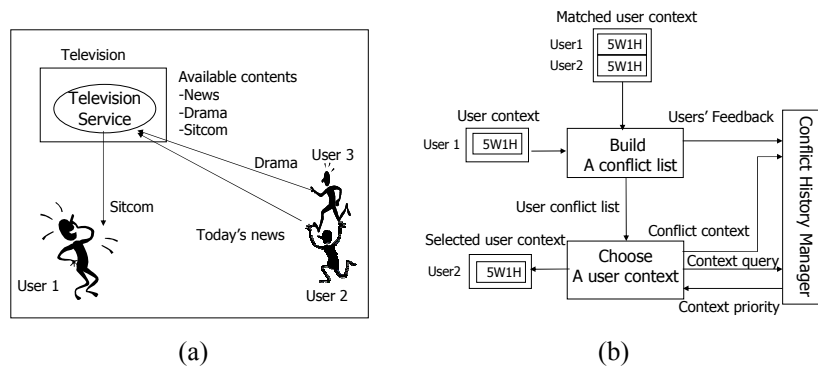 Television
Television
Service
Available contents
-News
-Drama
-Sitcom
User 3
Drama
Sitcom
Today's news
User 1
User 2
(a)
Matched user context
User1
5W1H
User2
5W1H
User context
User 1
5W1H
Users' Feedback
Build
A conflict list
User conflict list
Conflict context
Selected user context
User2
5W1H
Choose
A user context
Context query
Context priority
Conflict History Manager
(b)